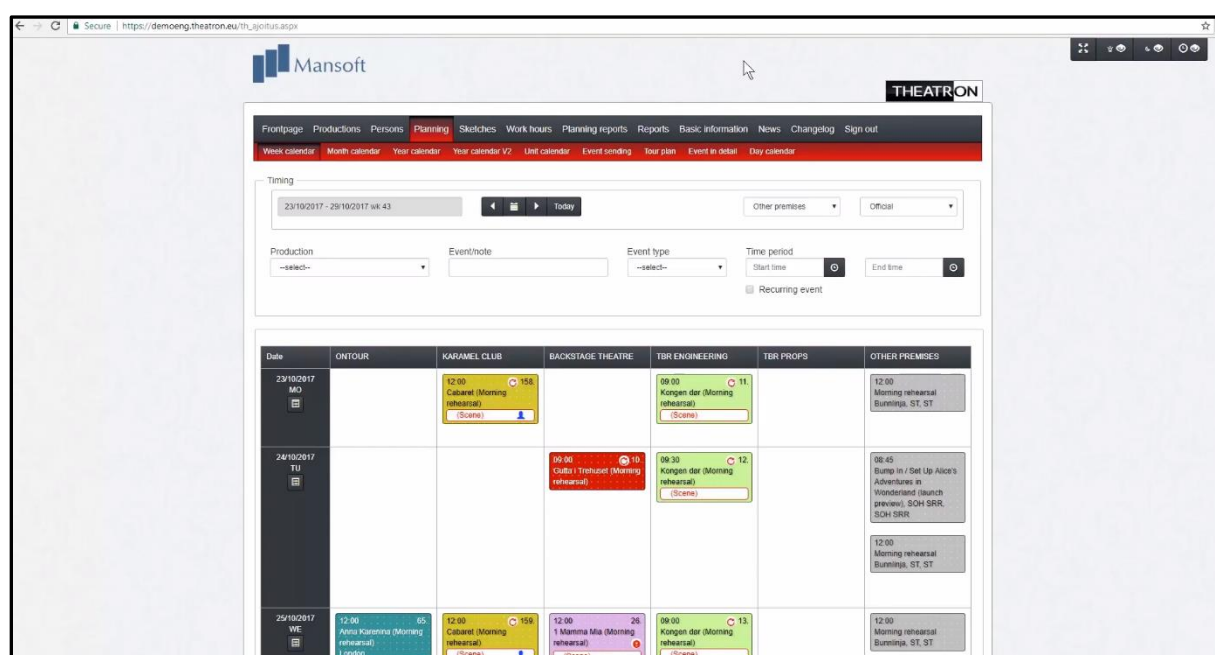 Secure | https://demoeng.theatron.eu/th_ajoitus.aspx
Mansoft
THEATRON
Frontpage Productions Persons Planning Sketches Work hours Planning reports Reports Basic information News Changelog Sign out
Week calendar Month calendar Year calendar Year calendar V2 Unit calendar Event sending Tour plan Event in detail Day calendar
Timing
23/10/2017 - 29/10/2017 wk 43 Today Other premises Official
Production Event/note Event type Time period
--select-- --select-- Start time End time
Recurring event
Date ONTOUR KARAMEL CLUB BACKSTAGE THEATRE TBR ENGINEERING TBR PROPS OTHER PREMISES
23/10/2017
MO
12:00 158.
Cabaret (Morning
rehearsal)
(Scene)
09:00 11.
Kongen dør (Morning
rehearsal)
(Scene)
12:00
Morning rehearsal
Bunnlinja, ST, ST
24/10/2017
TU
09:00 10.
Gutta i Trehuset (Morning
rehearsal)
09:30 12.
Kongen dør (Morning
rehearsal)
(Scene)
08:45
Bump In / Set Up Alice's
Adventures in
Wonderland (launch
preview), SOH SRR,
SOH SRR
12:00
Morning rehearsal
Bunnlinja, ST, ST
25/10/2017
WE
12:00 65.
Anna Karenina (Morning
rehearsal)
London
12:00 159.
Cabaret (Morning
rehearsal)
(Scene)
12:00 26.
1 Mamma Mia (Morning
rehearsal)
(Scene)
09:00 13.
Kongen dør (Morning
rehearsal)
(Scene)
12:00
Morning rehearsal
Bunnlinja, ST, ST